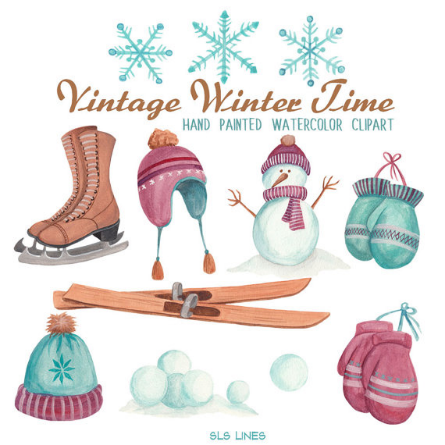 Vintage Winter Time
HAND PAINTED WATERCOLOR CLIPART
SLS LINES